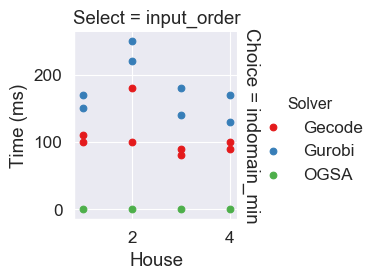 Select = input_order
Choice = indomain_min
Time (ms)
200
100
0
2
4
House
Solver
Gecode
Gurobi
OGSA